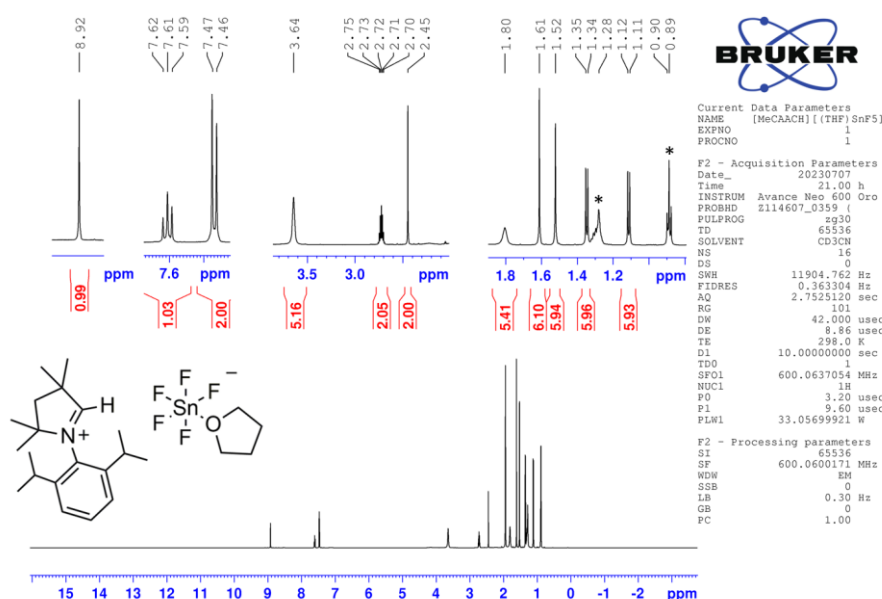 8.92
7.62
7.61
7.59
7.47
7.46
3.64
2.75
2.73
2.72
2.71
2.70
2.45
1.80
1.61
1.52
1.35
1.34
1.28
1.12
1.11
0.90
0.89
BRUKER
Current Data Parameters
NAME [MeCAACH][(THF)SnF5]
EXPNO 1
PROCNO 1
F2 - Acquisition Parameters
Date_ 20230707
Time 21.00 h
INSTRUM Avance Neo 600 Oro
PROBHD Z114607_0359 (
PULPROG zg30
TD 65536
SOLVENT CD3CN
NS 16
DS 0
SWH 11904.762 Hz
FIDRES 0.363304 Hz
AQ 2.7525120 sec
RG 101
DW 42.000 usec
DE 8.86 usec
TE 298.0 K
D1 10.00000000 sec
TD0 1
SFO1 600.0637054 MHz
NUC1 1H
P0 3.20 usec
P1 9.60 usec
PLW1 33.05699921 W
F2 - Processing parameters
SI 65536
SF 600.0600171 MHz
WDW EM
SSB 0
LB 0.30 Hz
GB 0
PC 1.00
* *
ppm 7.6 ppm 3.5 3.0 ppm 1.8 1.6 1.4 1.2 ppm
0.99 1.03 2.00 5.16 2.05 2.00 5.41 6.10 5.94 5.96 5.93
H
N
+
F
F
F
Sn
F
F
O
−
15 14 13 12 11 10 9 8 7 6 5 4 3 2 1 0 -1 -2 ppm